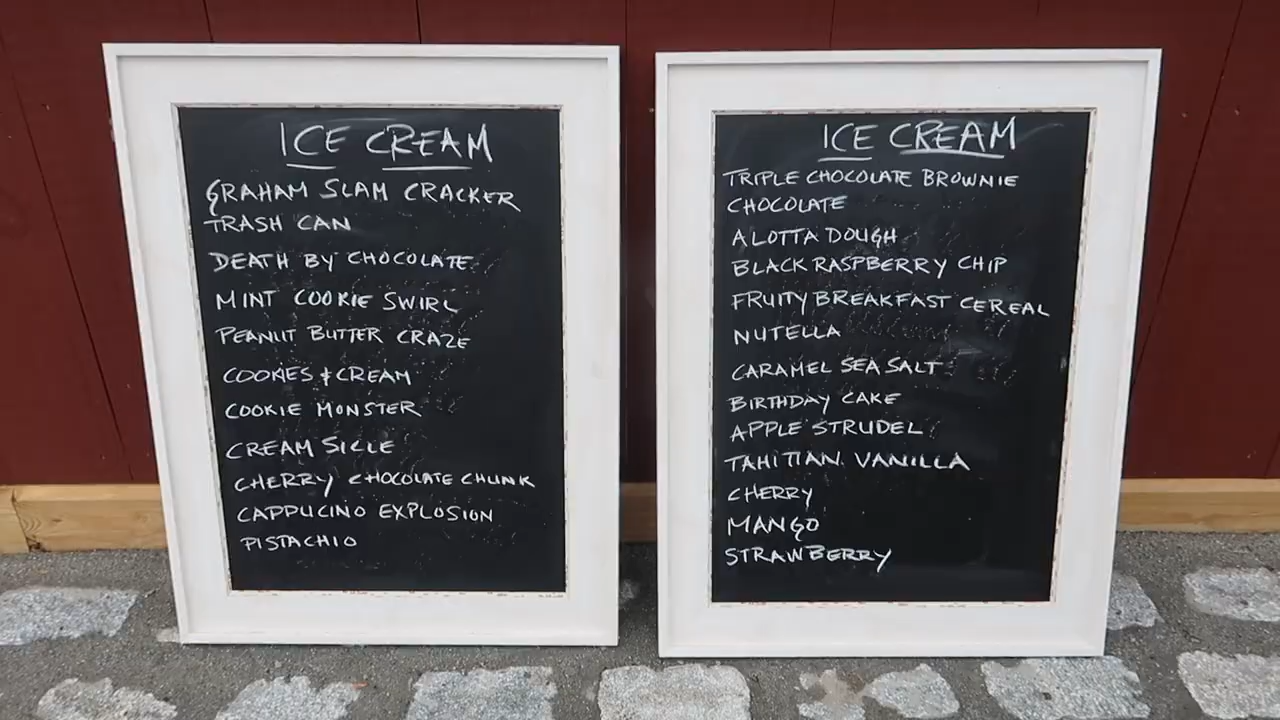 ICE CREAM
GRAHAM SLAM CRACKER
TRASH CAN
DEATH BY CHOCOLATE
MINT COOKIE SWIRL
PEANUT BUTTER CRAZE
COOKIES & CREAM
COOKIE MONSTER
CREAM SICLE
CHERRY CHOCOLATE CHUNK
CAPPUCINO EXPLOSION
PISTACHIO
ICE CREAM
TRIPLE CHOCOLATE BROWNIE
CHOCOLATE
A LOTTA DOUGH
BLACK RASPBERRY CHIP
FRUITY BREAKFAST CEREAL
NUTELLA
CARAMEL SEA SALT
BIRTHDAY CAKE
APPLE STRUDEL
TAHITIAN VANILLA
CHERRY
MANGO
STRAWBERRY